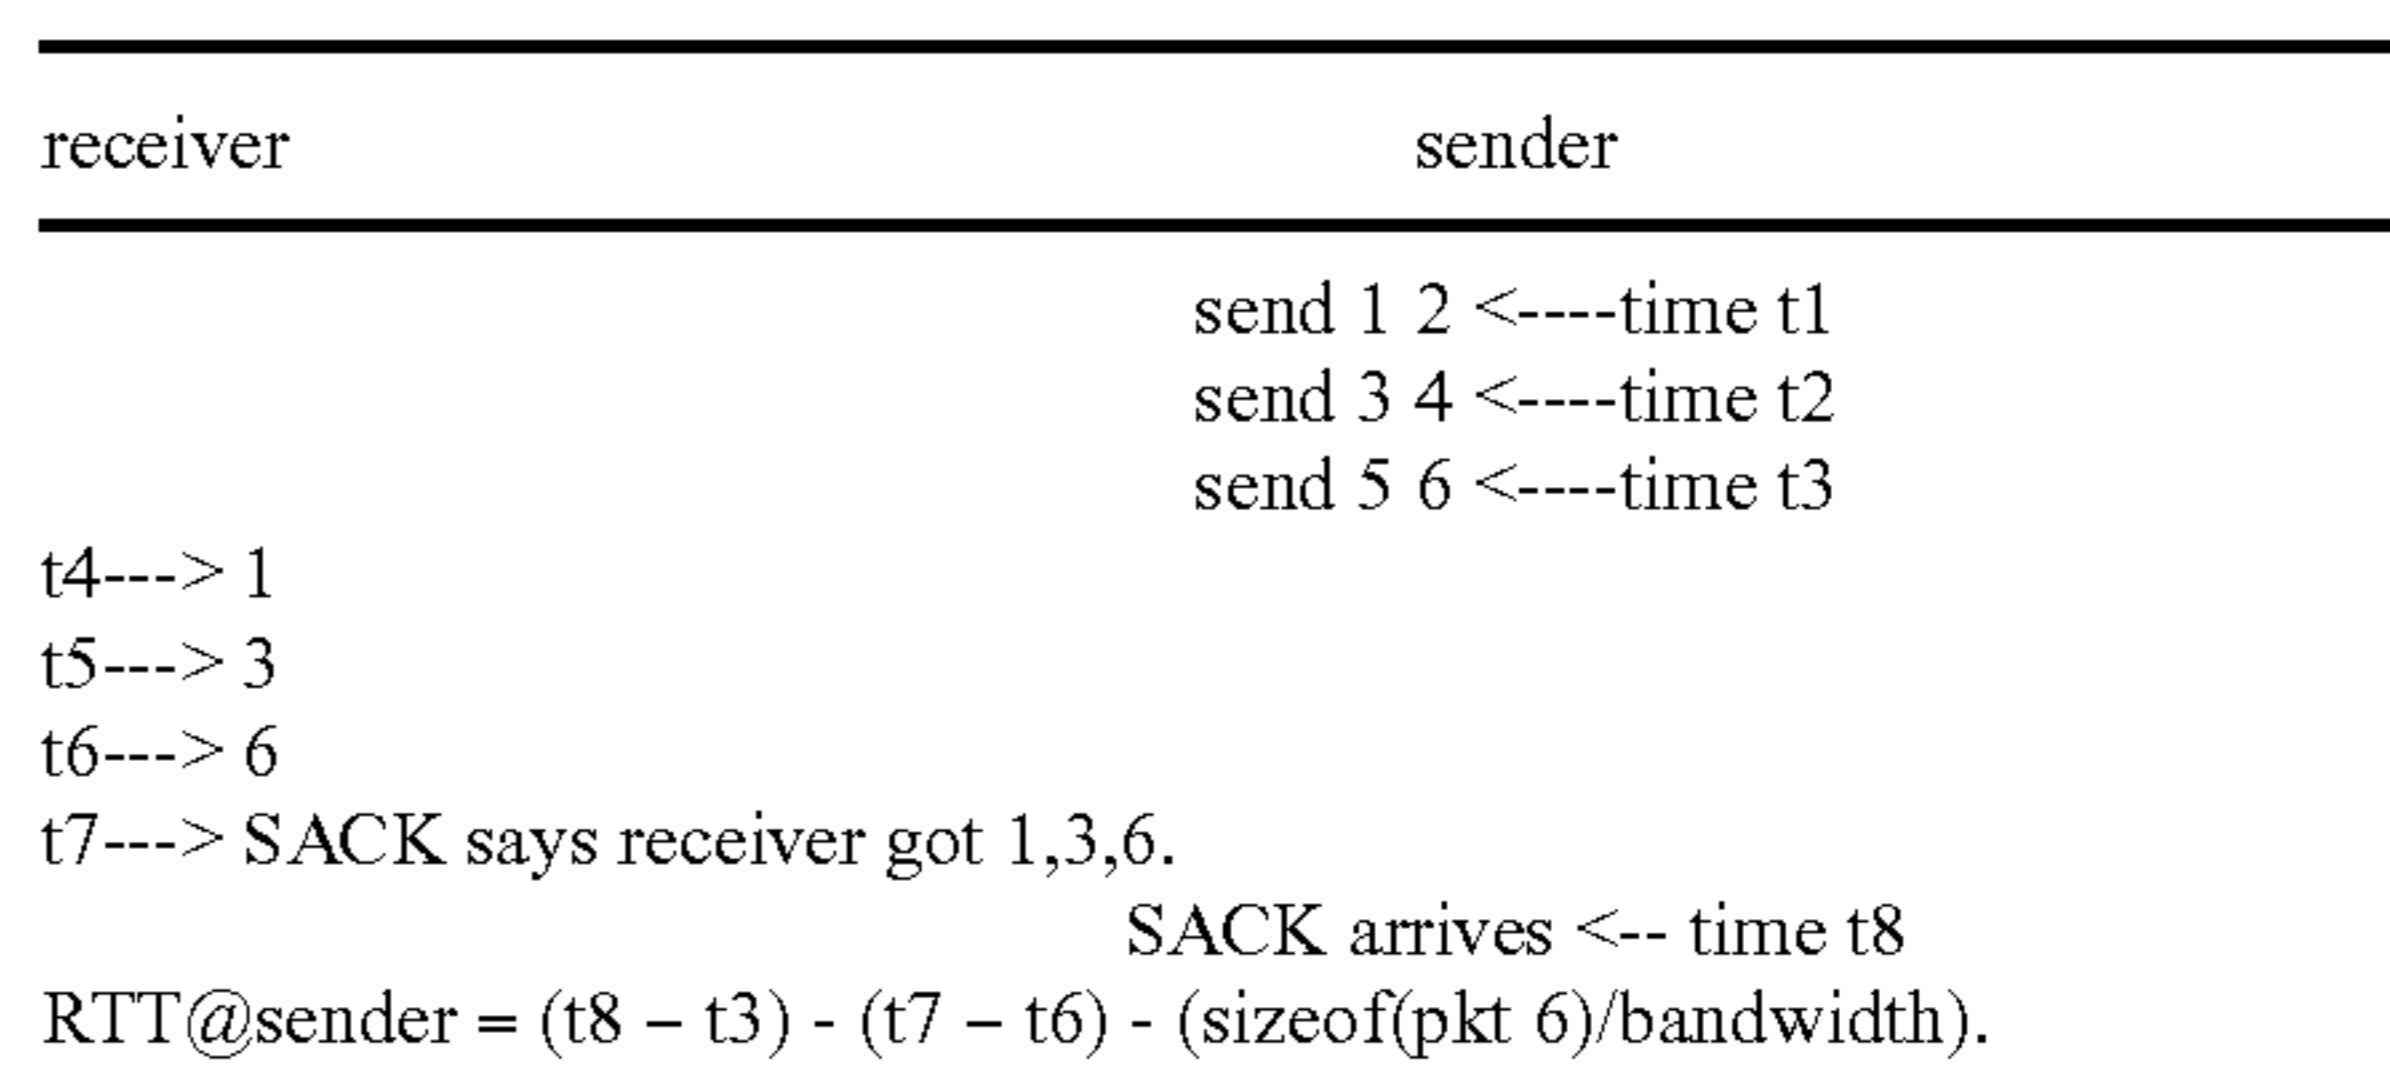 receiver sender
send 1 2 <----time t1
send 3 4 <----time t2
send 5 6 <----time t3
t4---> 1
t5---> 3
t6---> 6
t7---> SACK says receiver got 1,3,6.
SACK arrives <-- time t8
RTT@sender = (t8 – t3) - (t7 – t6) - (sizeof(pkt 6)/bandwidth).